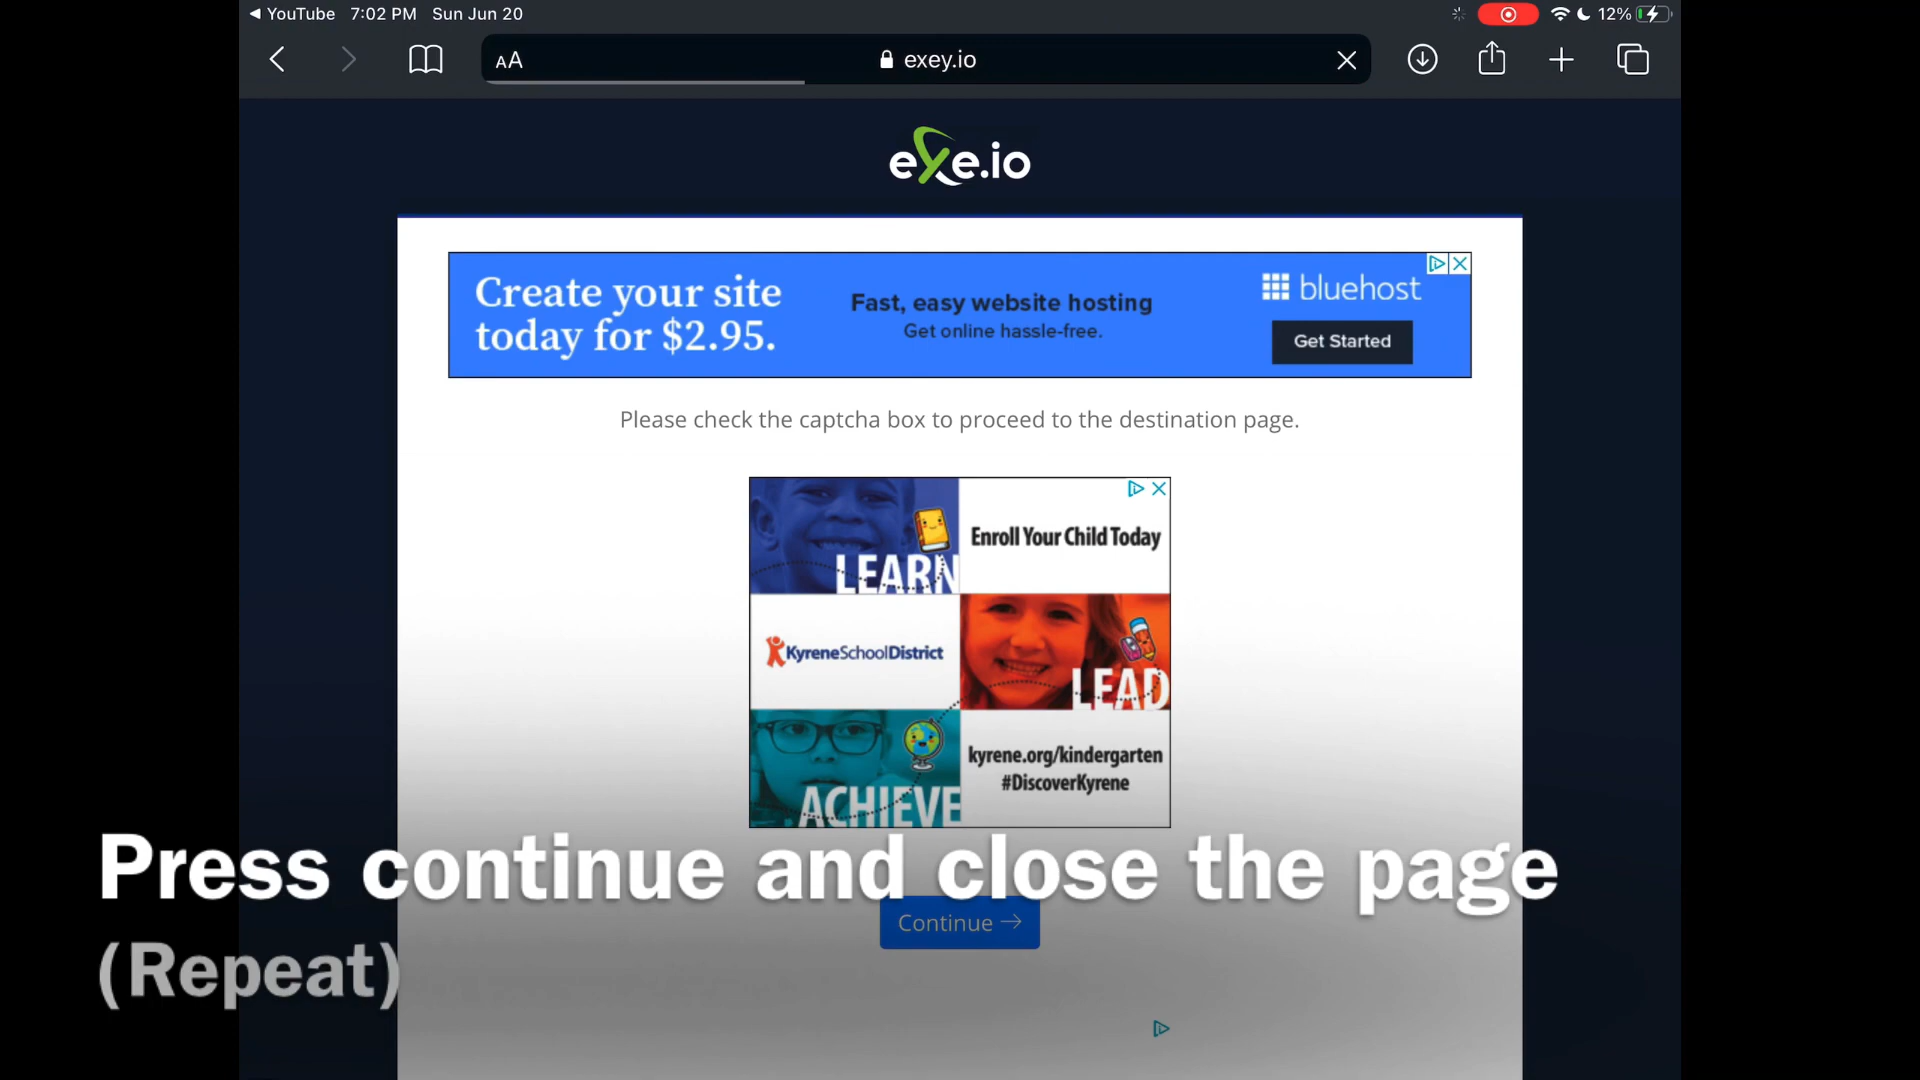 YouTube 7:02 PM Sun Jun 20 12%
AA exey.io
exe.io
Create your site
today for $2.95.
Fast, easy website hosting
Get online hassle-free.
bluehost
Get Started
Please check the captcha box to proceed to the destination page.
LEARN
Enroll Your Child Today
KyreneSchoolDistrict
LEAD
ACHIEVE
kyrene.org/kindergarten
#DiscoverKyrene
Press continue and close the page
Continue →
(Repeat)